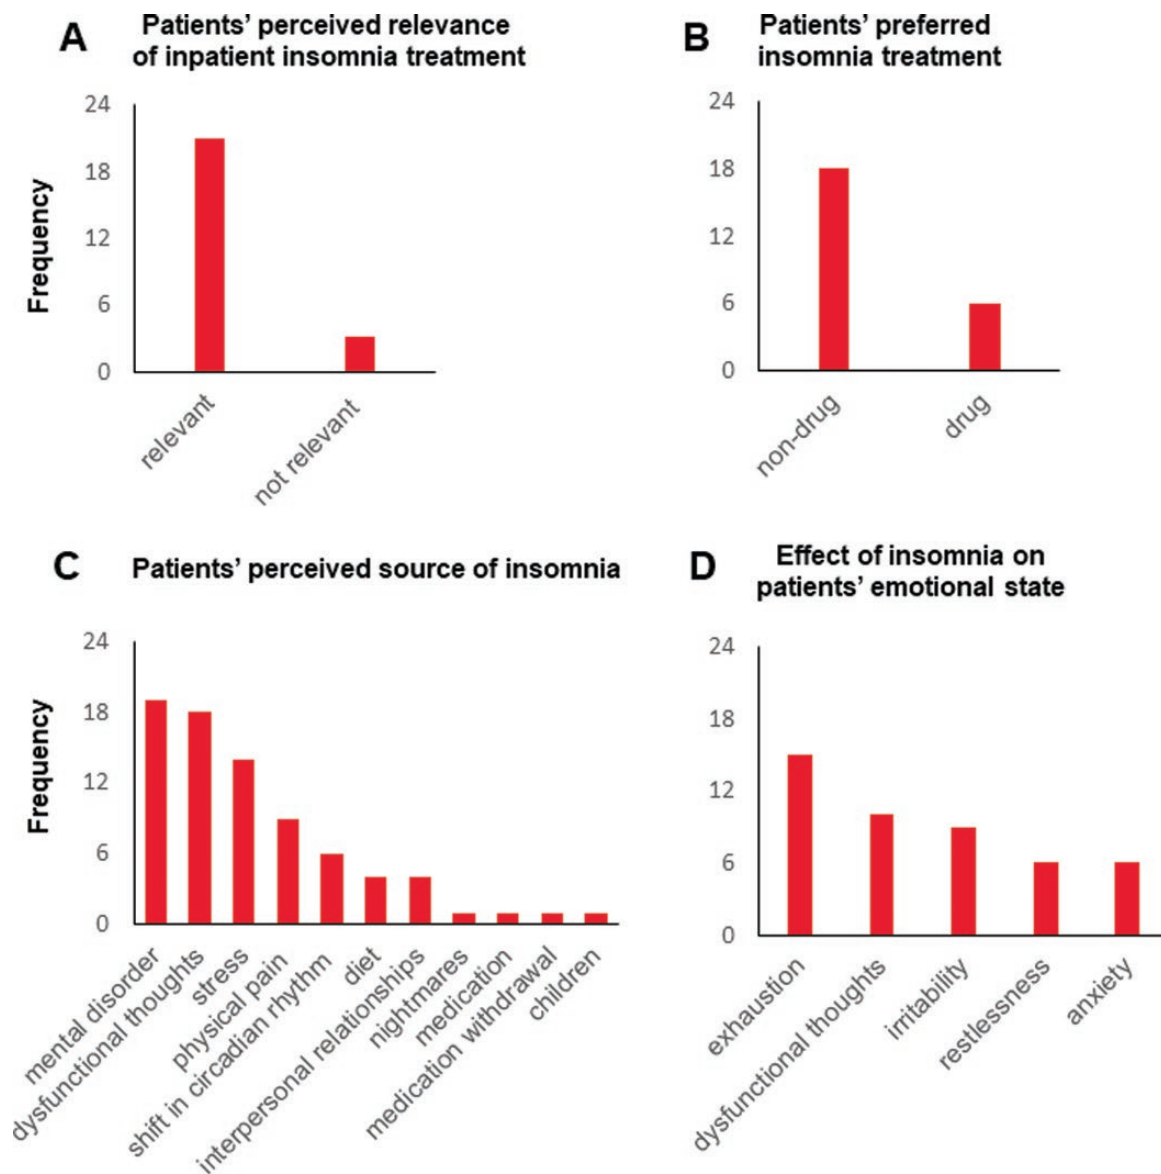 A
Patients’ perceived relevance
of inpatient insomnia treatment
Frequency
24
18
12
6
0
relevant
not relevant
B
Patients’ preferred
insomnia treatment
24
18
12
6
0
non-drug
drug
C
Patients’ perceived source of insomnia
Frequency
24
18
12
6
0
mental disorder
dysfunctional thoughts
stress
physical pain
shift in circadian rhythm
diet
interpersonal relationships
nightmares
medication
medication withdrawal
children
D
Effect of insomnia on
patients’ emotional state
24
18
12
6
0
exhaustion
dysfunctional thoughts
irritability
restlessness
anxiety